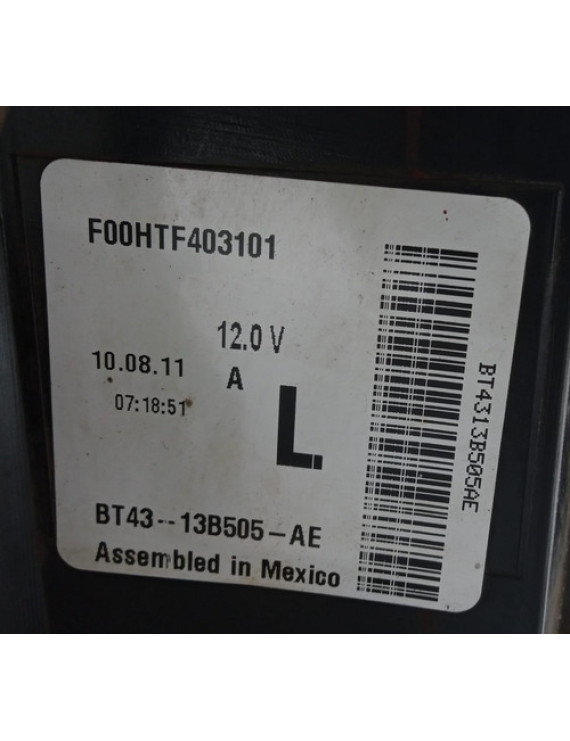 F00HTF403101
12.0 V
10.08.11
A
07:18:51
L
BT43--13B505-AE
Assembled in Mexico
BT4313B505AE